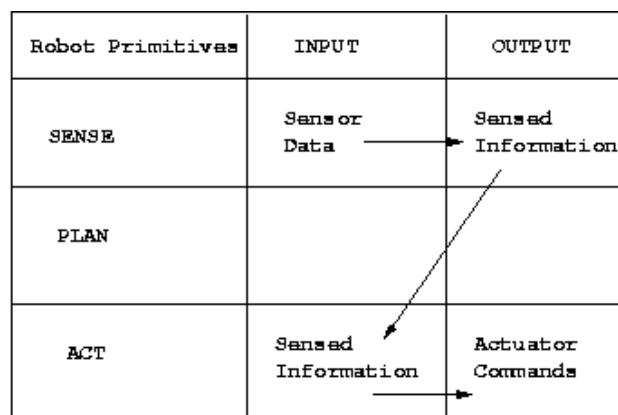 Robot Primitives INPUT OUTPUT
SENSE Sensor Data Sensed Information
PLAN
ACT Sensed Information Actuator Commands